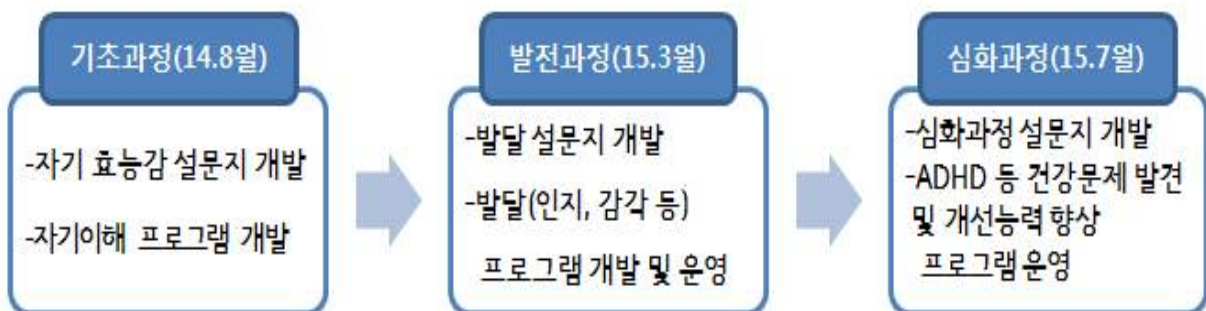 기초과정(14.8월)
-자기 효능감 설문지 개발
-자기이해 프로그램 개발
발전과정(15.3월)
-발달 설문지 개발
-발달(인지, 감각 등)
프로그램 개발 및 운영
심화과정(15.7월)
-심화과정 설문지 개발
-ADHD 등 건강문제 발견
및 개선능력 향상
프로그램 운영